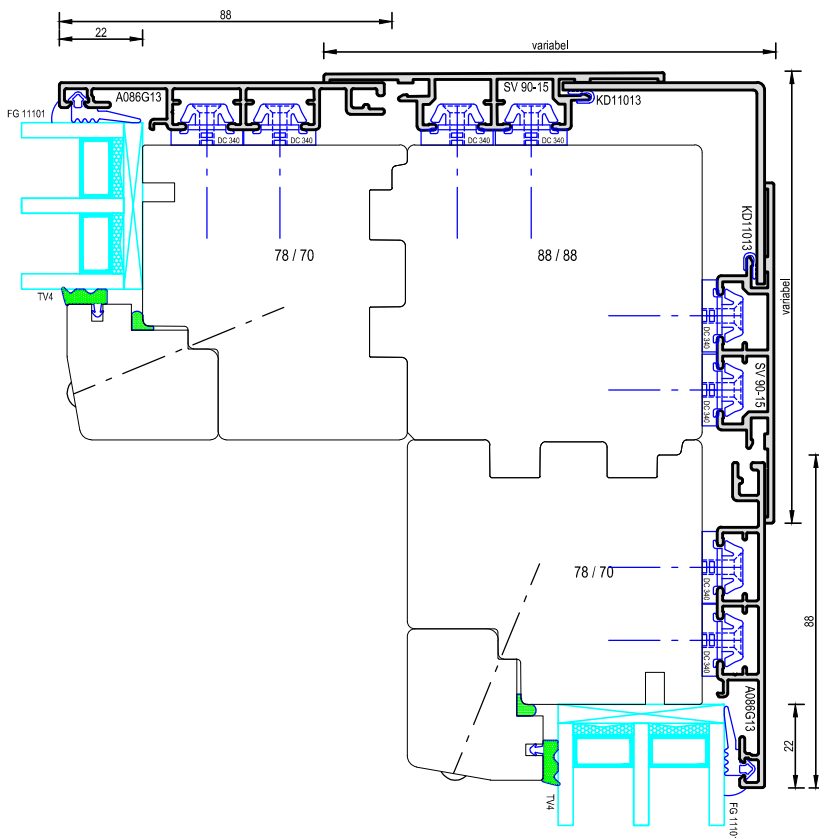 88
22
variabel
A086G13
SV 90-15
KD11013
FG 11101
DC 340
DC 340
DC 340
DC 340
78 / 70
88 / 88
KD11013
variabel
TV4
DC 340
DC 340
SV 90-15
78 / 70
DC 340
DC 340
88
A086G13
22
TV4
FG 11101